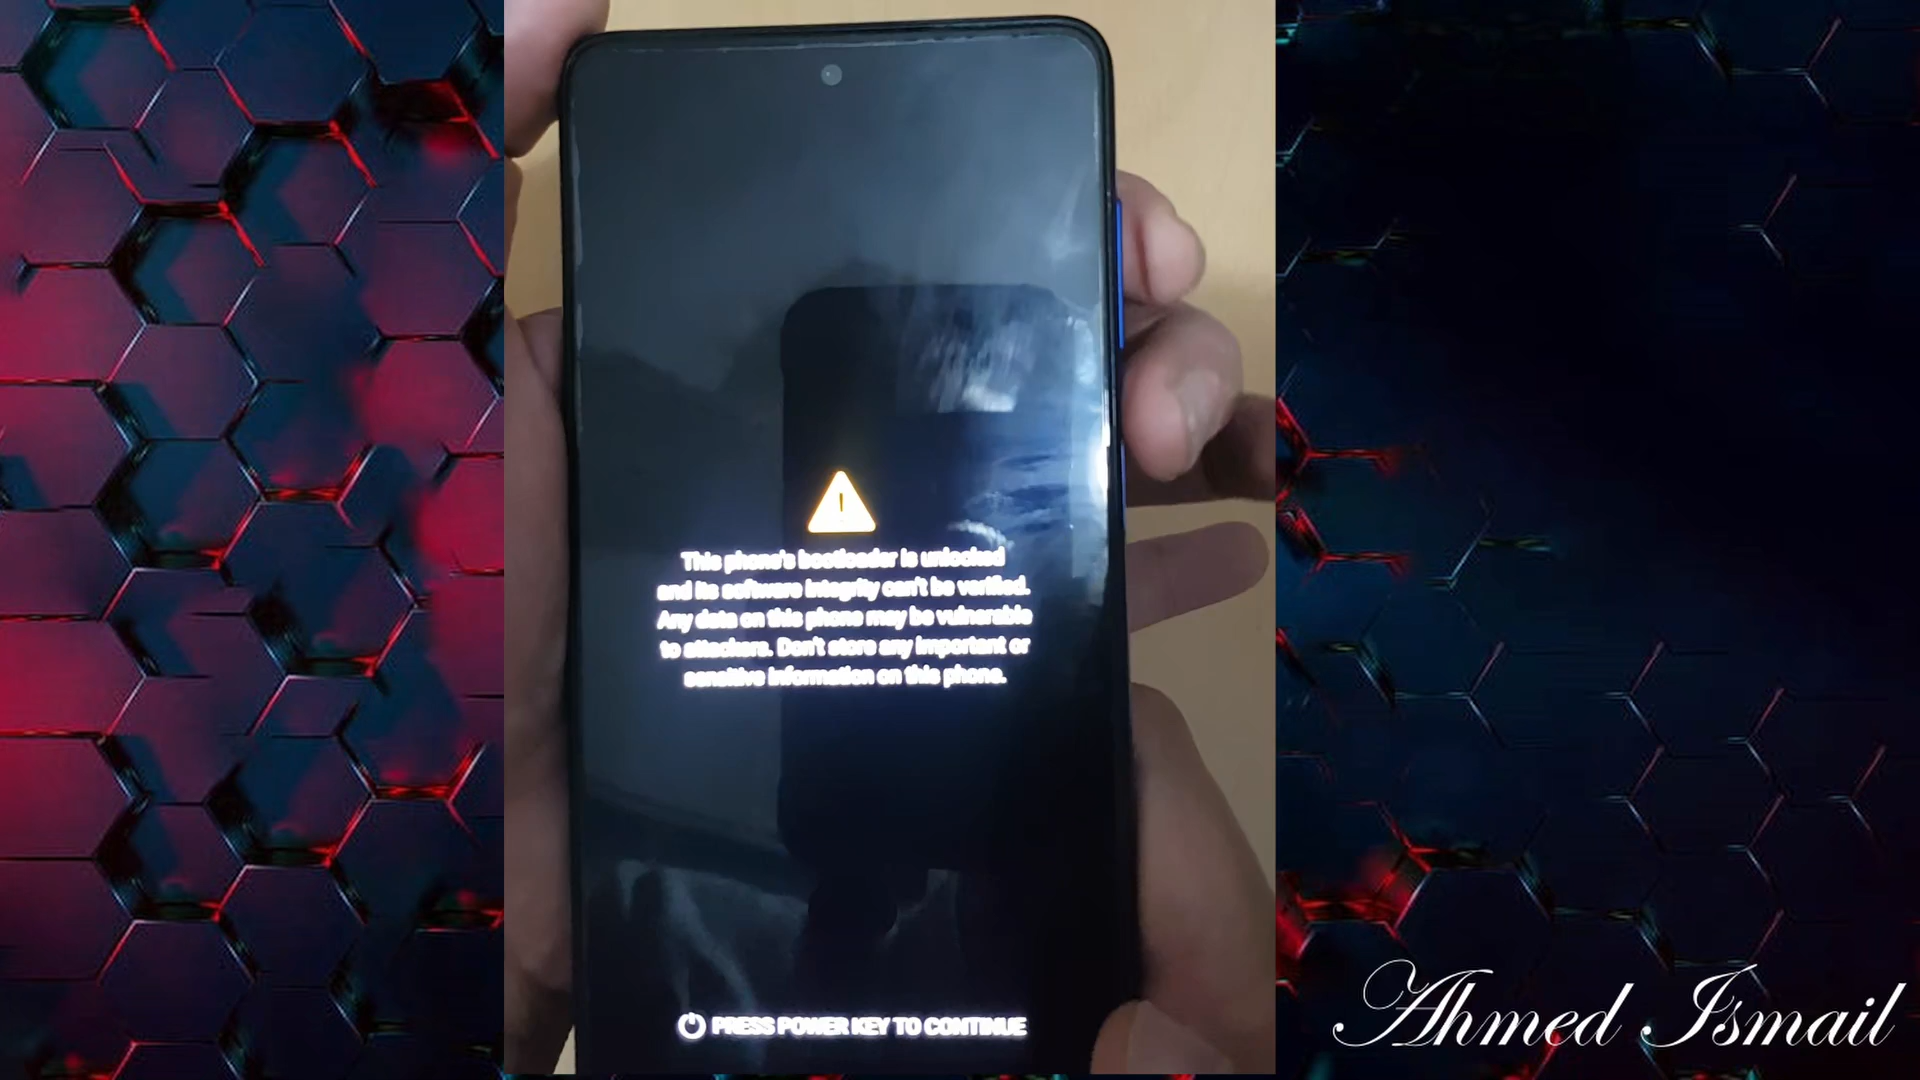 This phone's bootloader is unlocked
and its software integrity can't be verified.
Any data on this phone may be vulnerable
to attackers. Don't store any important or
sensitive information on this phone.
PRESS POWER KEY TO CONTINUE
Ahmed Ismail